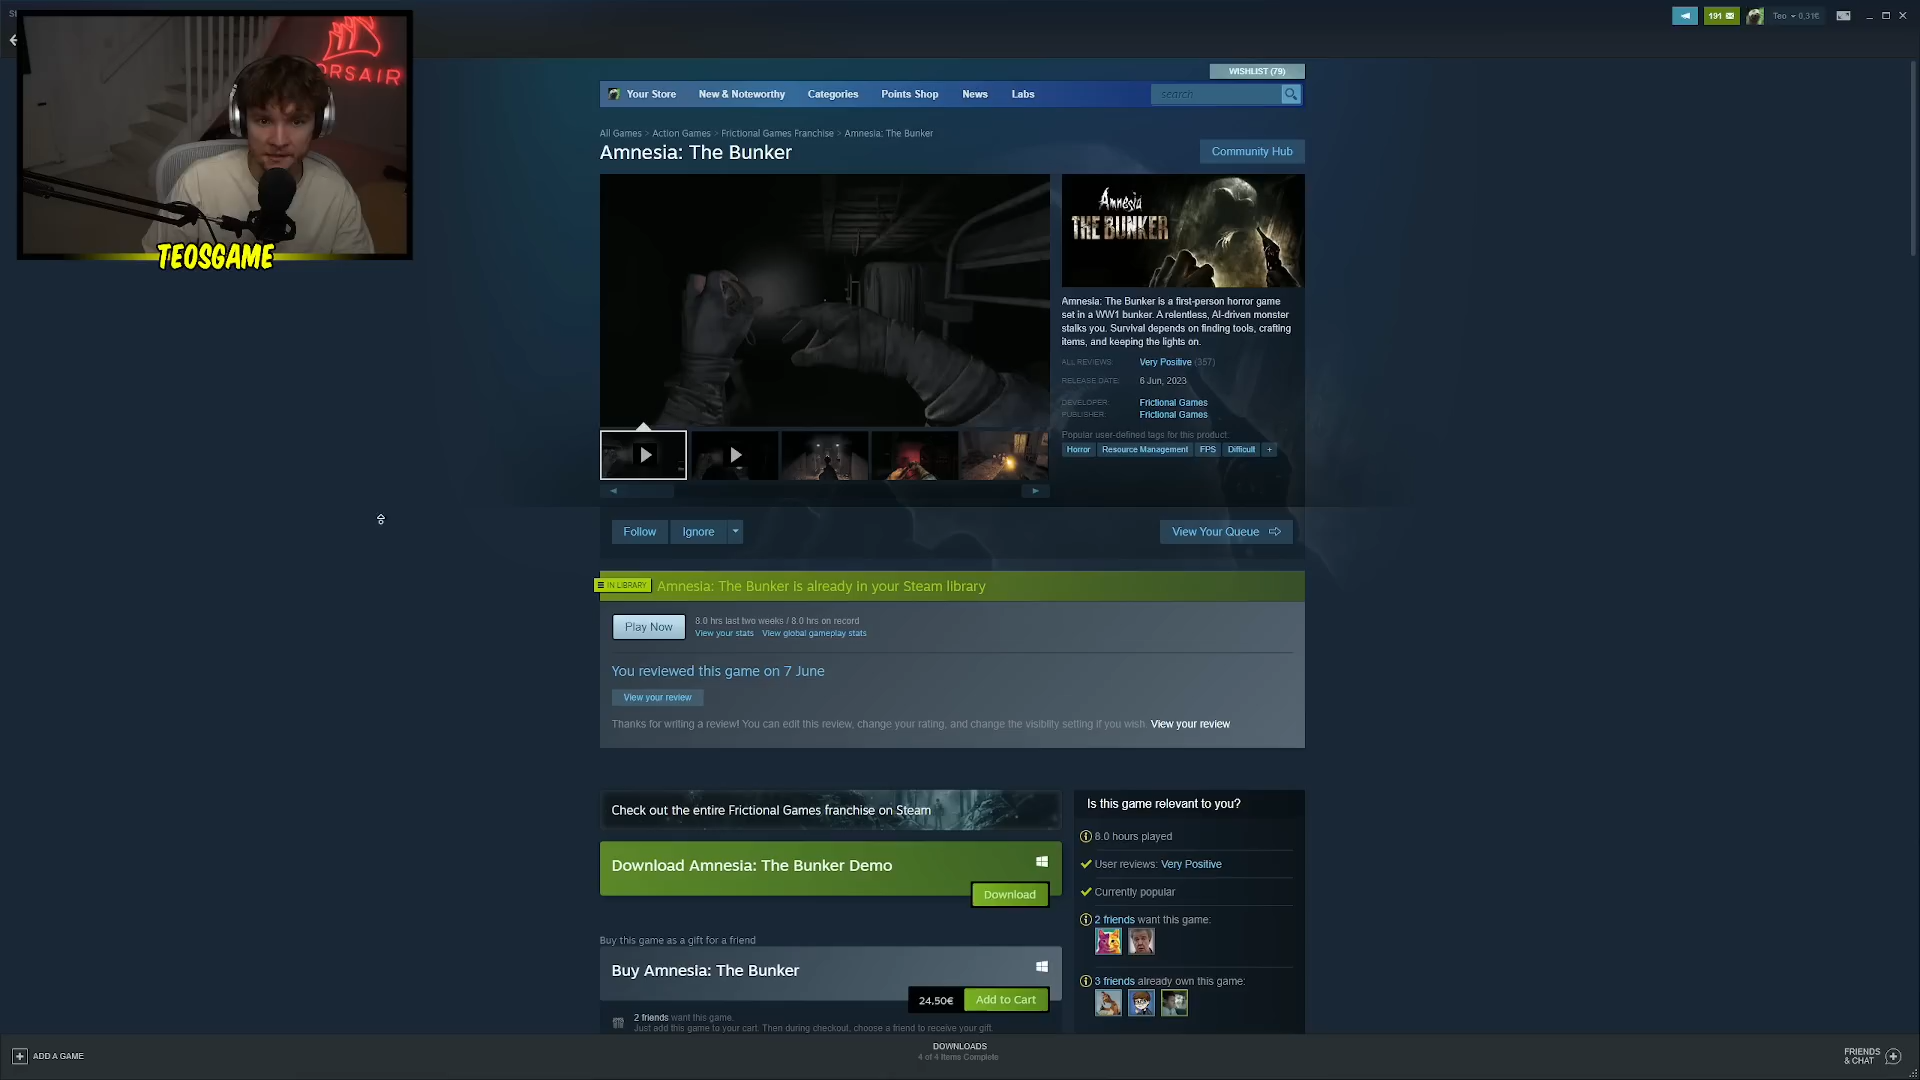 191
Teo
0,31€
CORSAIR
TEOSGAME
WISHLIST (79)
Your Store
New & Noteworthy
Categories
Points Shop
News
Labs
search
All Games > Action Games > Frictional Games Franchise > Amnesia: The Bunker
Amnesia: The Bunker
Community Hub
Amnesia
THE BUNKER
Amnesia: The Bunker is a first-person horror game
set in a WW1 bunker. A relentless, AI-driven monster
stalks you. Survival depends on finding tools, crafting
items, and keeping the lights on.
ALL REVIEWS: Very Positive (357)
RELEASE DATE: 6 Jun, 2023
DEVELOPER: Frictional Games
PUBLISHER: Frictional Games
Popular user-defined tags for this product:
Horror
Resource Management
FPS
Difficult
+
Follow
Ignore
View Your Queue
IN LIBRARY
Amnesia: The Bunker is already in your Steam library
Play Now
8.0 hrs last two weeks / 8.0 hrs on record
View your stats
View global gameplay stats
You reviewed this game on 7 June
View your review
Thanks for writing a review! You can edit this review, change your rating, and change the visiblity setting if you wish. View your review
Check out the entire Frictional Games franchise on Steam
Is this game relevant to you?
8.0 hours played
Download Amnesia: The Bunker Demo
User reviews: Very Positive
Download
Currently popular
2 friends want this game:
Buy this game as a gift for a friend
Buy Amnesia: The Bunker
24,50€
Add to Cart
3 friends already own this game:
2 friends want this game.
Just add this game to your cart. Then during checkout, choose a friend to receive your gift.
ADD A GAME
DOWNLOADS
4 of 4 Items Complete
FRIENDS
& CHAT